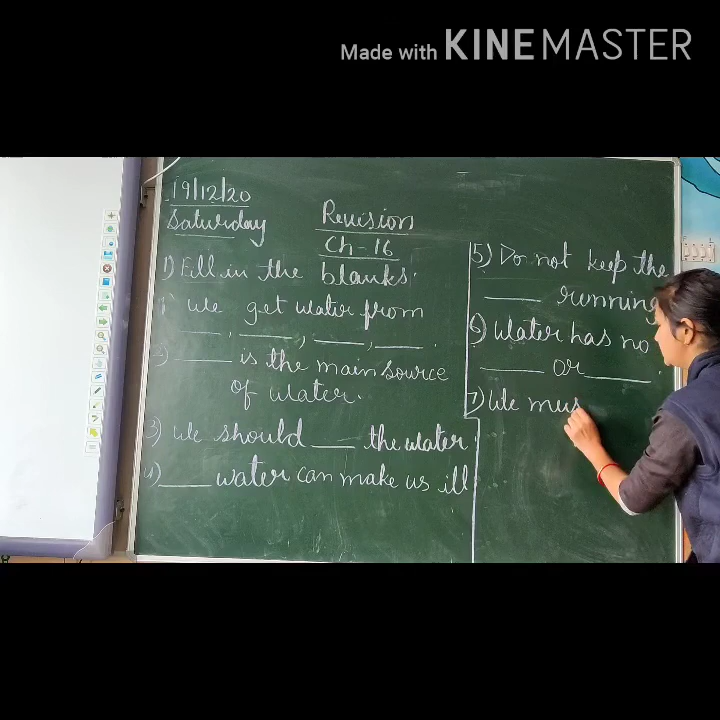 Made with KINEMASTER
19/12/20
Saturday
Revision
Ch-16
1) Fill in the blanks.
1) We get water from
____, ____, ____, ____.
2) ____ is the main source
of water.
3) We should ____ the water.
4) ____ water can make us ill
5) Do not keep the
____ running
6) Water has no
____ or ____
7) We mus